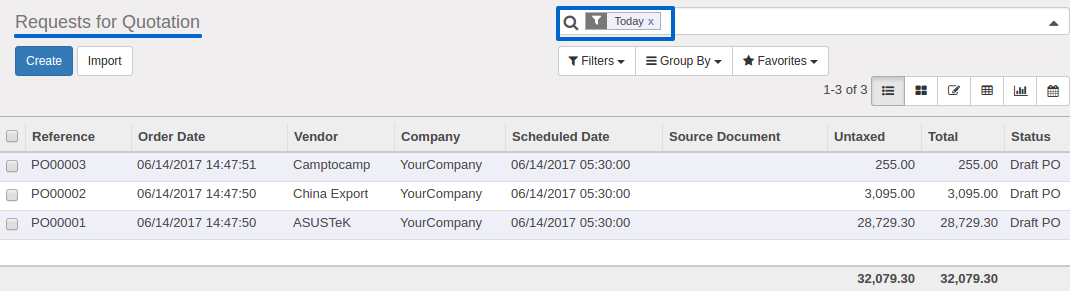 Requests for Quotation
Today x
Create Import
Filters Group By Favorites
1-3 of 3
Reference Order Date Vendor Company Scheduled Date Source Document Untaxed Total Status
PO00003 06/14/2017 14:47:51 Camptocamp YourCompany 06/14/2017 05:30:00 255.00 255.00 Draft PO
PO00002 06/14/2017 14:47:50 China Export YourCompany 06/14/2017 05:30:00 3,095.00 3,095.00 Draft PO
PO00001 06/14/2017 14:47:50 ASUSTeK YourCompany 06/14/2017 05:30:00 28,729.30 28,729.30 Draft PO
32,079.30 32,079.30